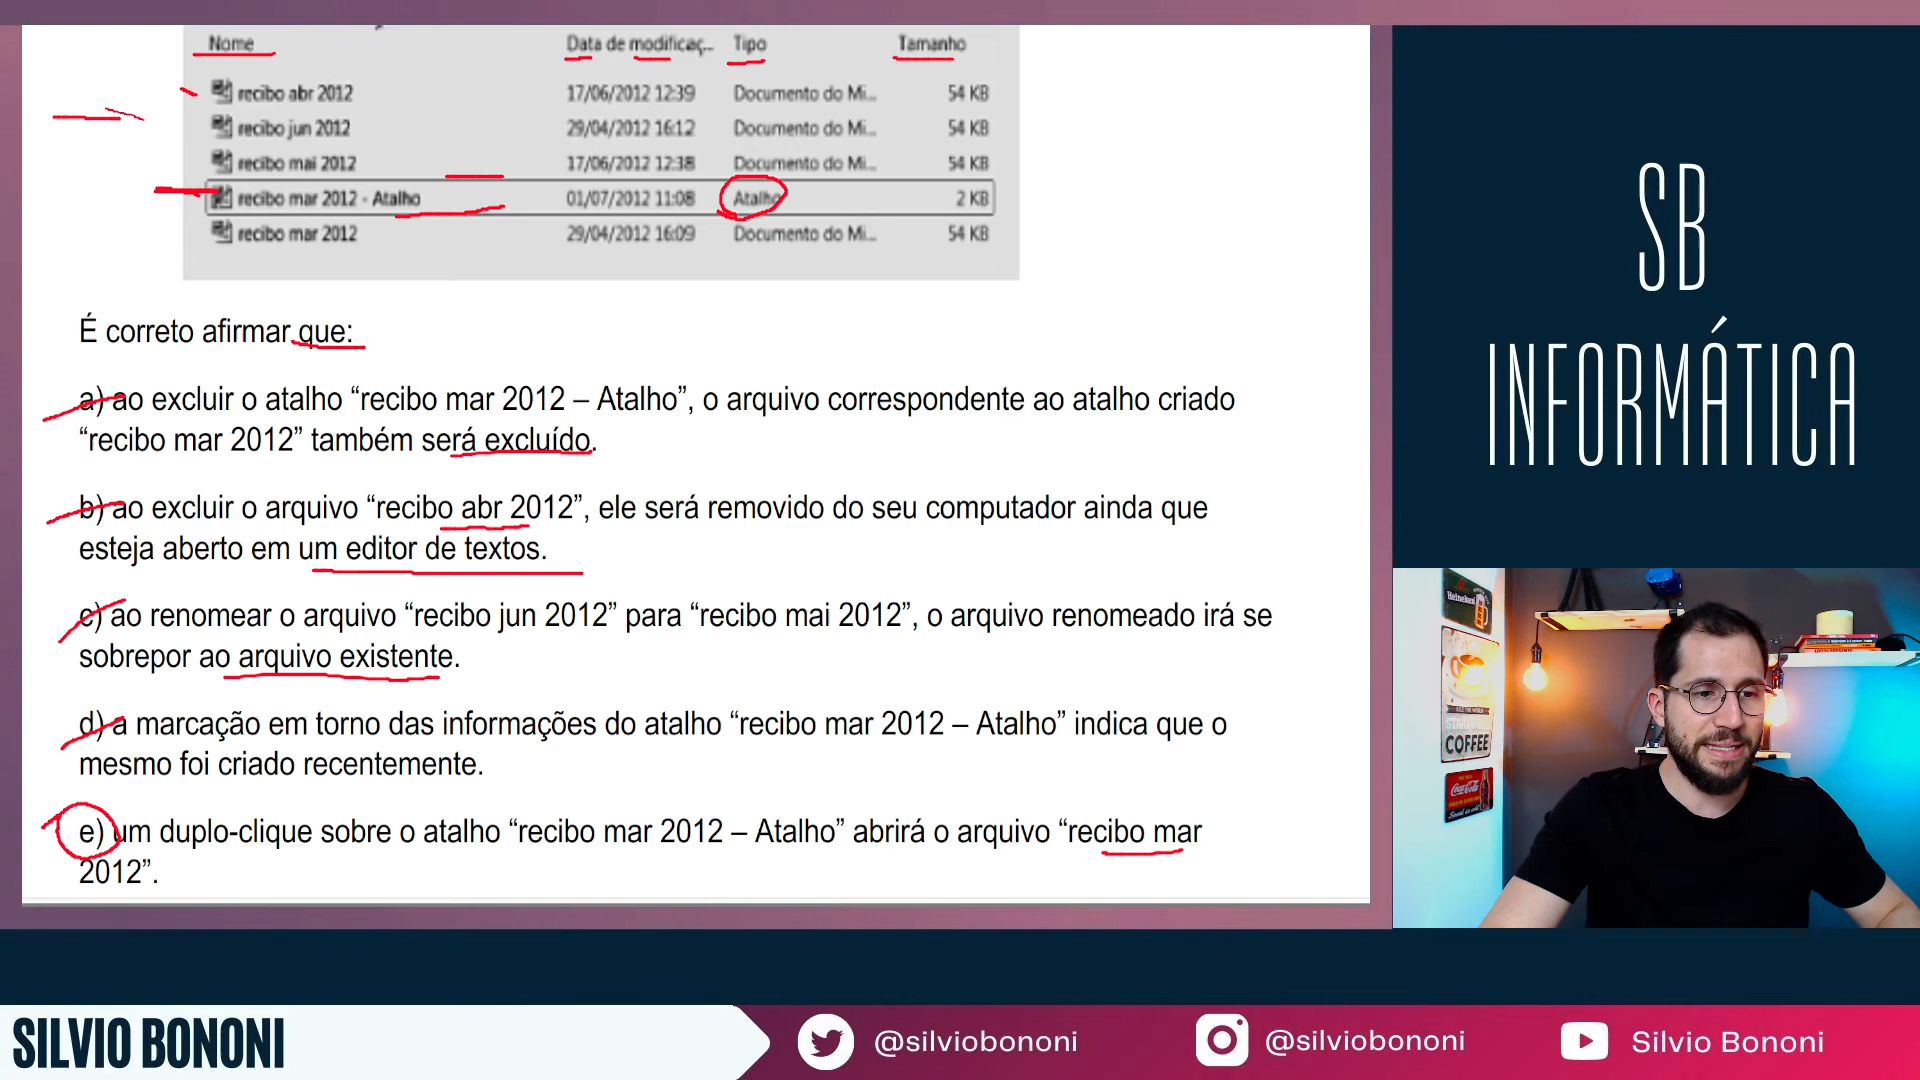 Nome Data de modificaç... Tipo Tamanho
recibo abr 2012 17/06/2012 12:39 Documento do Mi... 54 KB
recibo jun 2012 29/04/2012 16:12 Documento do Mi... 54 KB
recibo mai 2012 17/06/2012 12:38 Documento do Mi... 54 KB
recibo mar 2012 - Atalho 01/07/2012 11:08 Atalho 2 KB
recibo mar 2012 29/04/2012 16:09 Documento do Mi... 54 KB
É correto afirmar que:
a) ao excluir o atalho “recibo mar 2012 – Atalho”, o arquivo correspondente ao atalho criado
“recibo mar 2012” também será excluído.
b) ao excluir o arquivo “recibo abr 2012”, ele será removido do seu computador ainda que
esteja aberto em um editor de textos.
c) ao renomear o arquivo “recibo jun 2012” para “recibo mai 2012”, o arquivo renomeado irá se
sobrepor ao arquivo existente.
d) a marcação em torno das informações do atalho “recibo mar 2012 – Atalho” indica que o
mesmo foi criado recentemente.
e) um duplo-clique sobre o atalho “recibo mar 2012 – Atalho” abrirá o arquivo “recibo mar
2012”.
SB
INFORMÁTICA
Heineken
COFFEE
Coca-Cola
SILVIO BONONI
@silviobononi
@silviobononi
Silvio Bononi